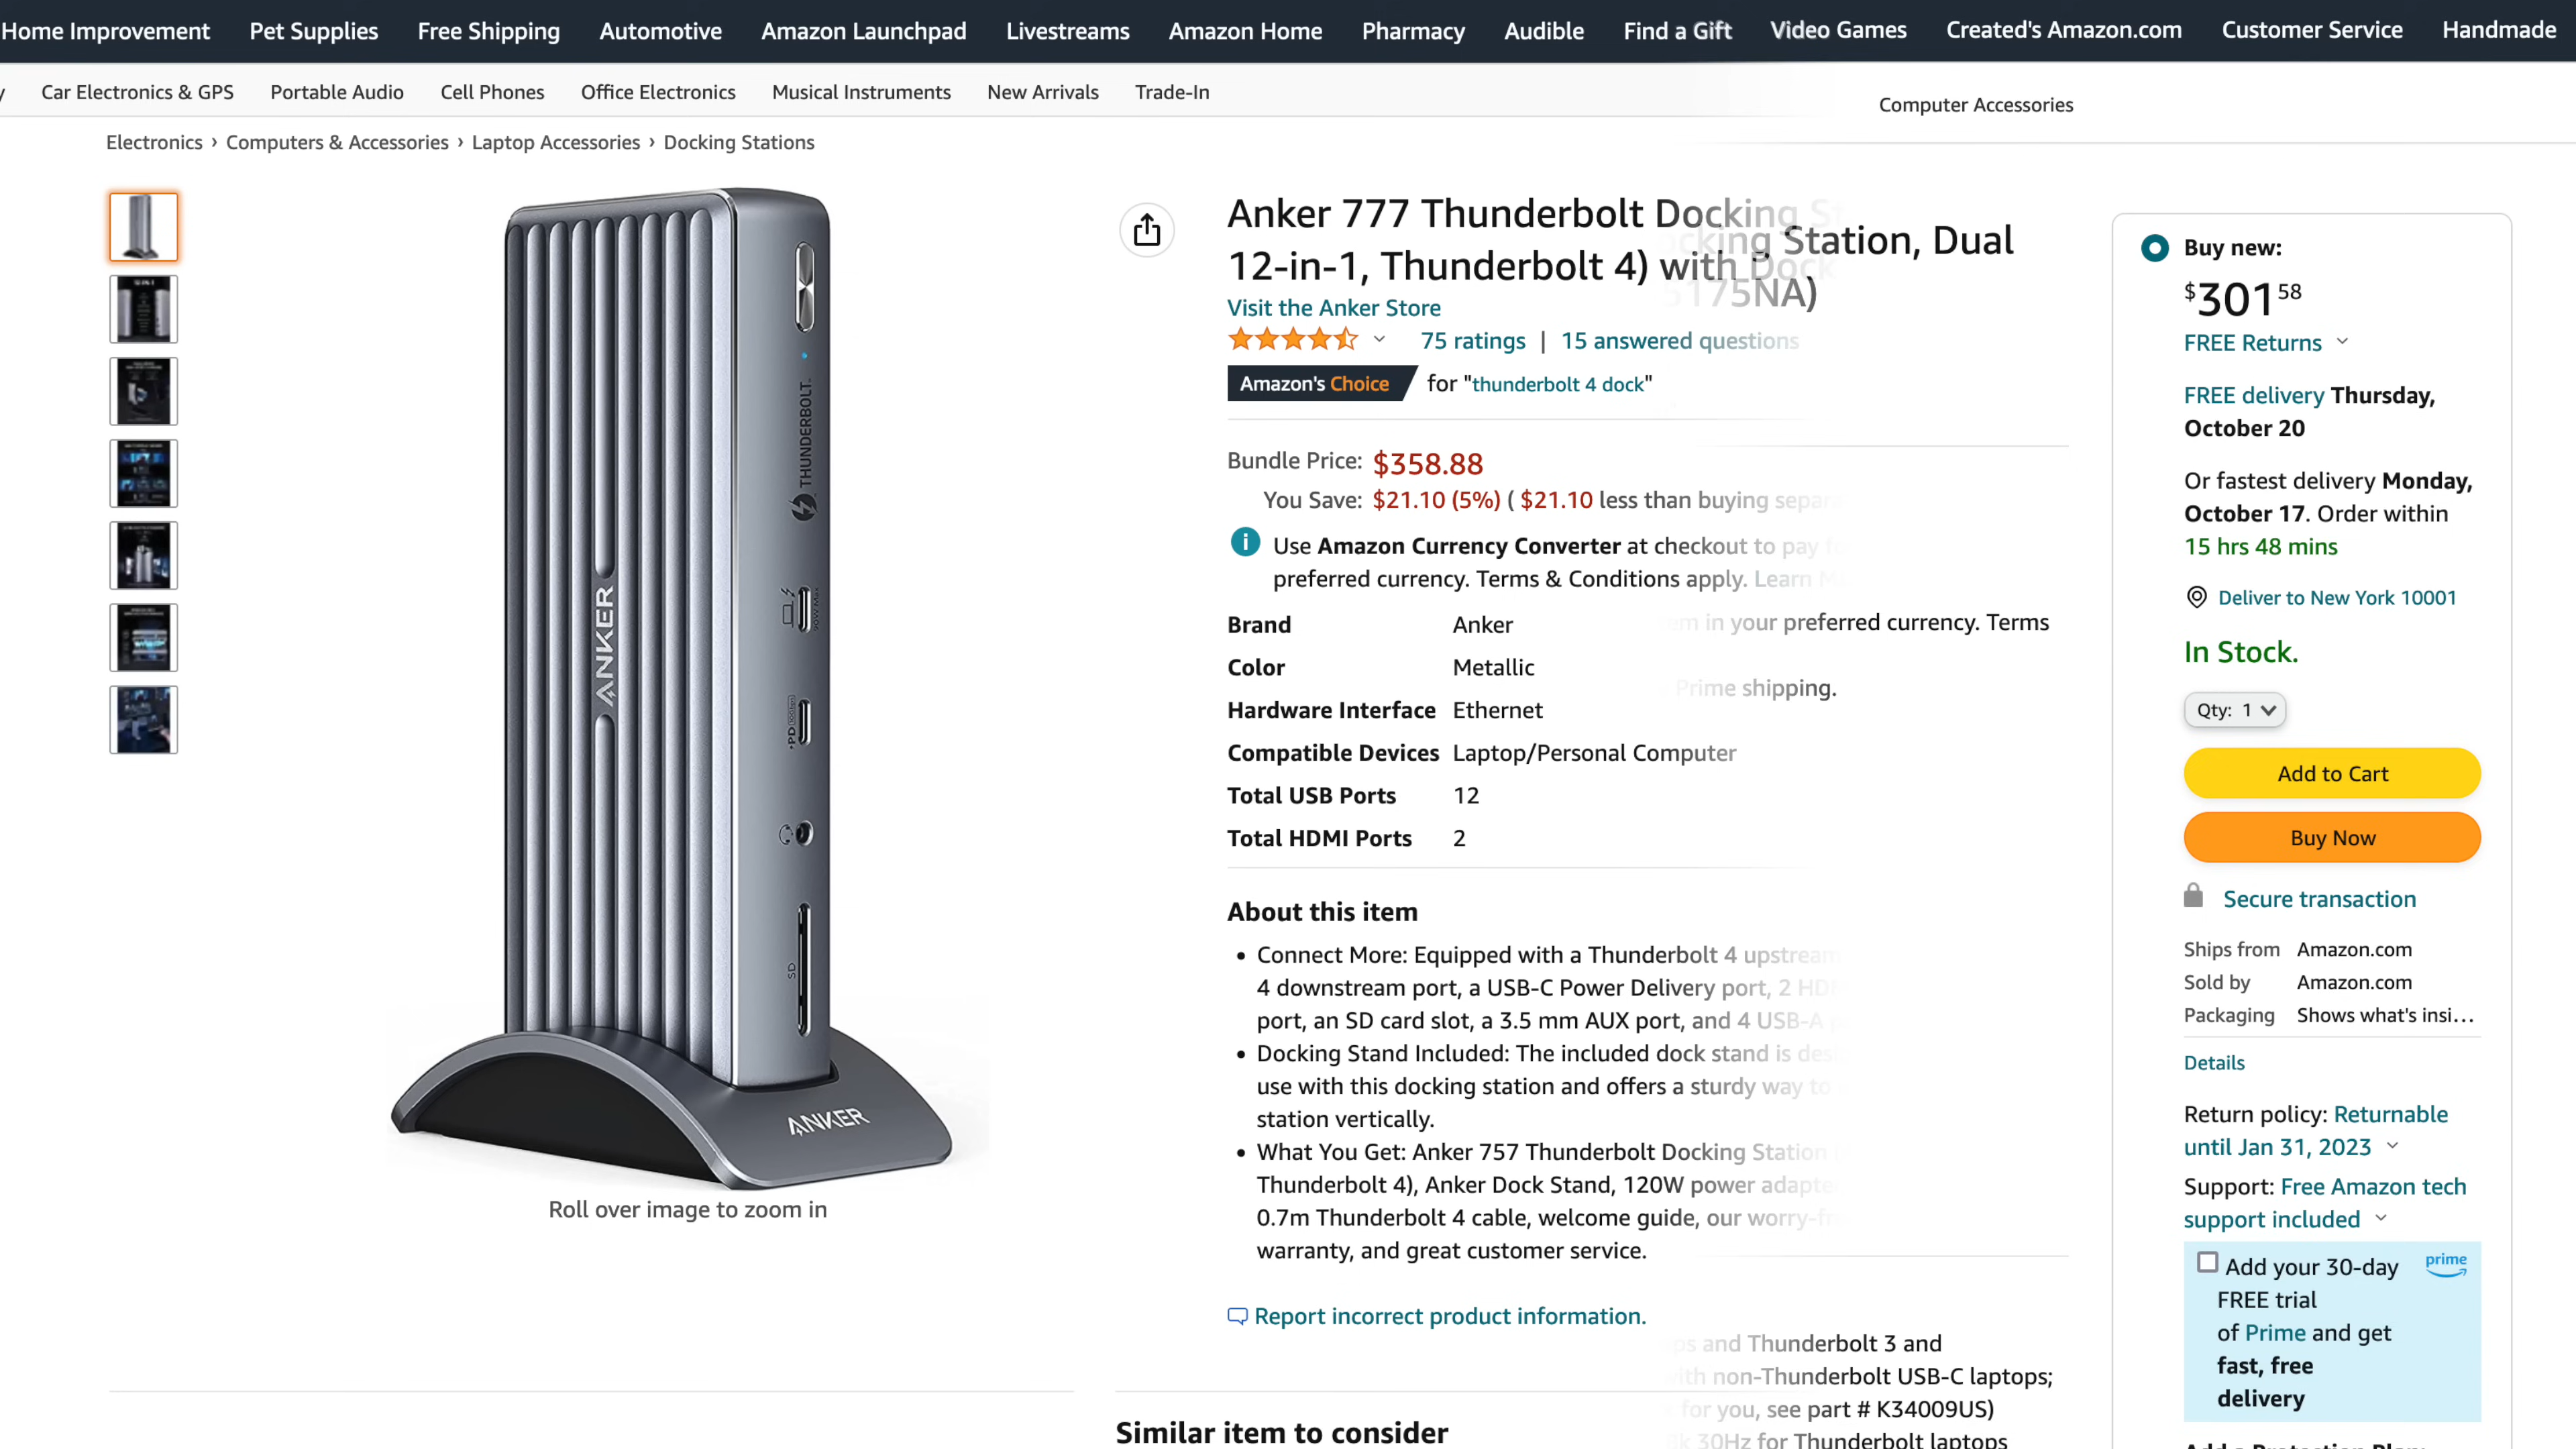 Home Improvement Pet Supplies Free Shipping Automotive Amazon Launchpad Livestreams Amazon Home Pharmacy Audible Find a Gift Video Games Created's Amazon.com Customer Service Handmade
Car Electronics & GPS Portable Audio Cell Phones Office Electronics Musical Instruments New Arrivals Trade-In
Computer Accessories
Electronics › Computers & Accessories › Laptop Accessories › Docking Stations
THUNDERBOLT
90W Max
PD
SD
ANKER
ANKER
Roll over image to zoom in
Anker 777 Thunderbolt Docking
Station, Dual
12-in-1, Thunderbolt 4) with Dock
5175NA)
Visit the Anker Store
75 ratings | 15 answered questions
Amazon's Choice for "thunderbolt 4 dock"
Bundle Price: $358.88
You Save: $21.10 (5%) ( $21.10 less than buying
Use Amazon Currency Converter at checkout to pay
preferred currency. Terms & Conditions apply. Learn
Brand Anker
in your preferred currency. Terms
Color Metallic
Prime shipping.
Hardware Interface Ethernet
Compatible Devices Laptop/Personal Computer
Total USB Ports 12
Total HDMI Ports 2
About this item
• Connect More: Equipped with a Thunderbolt 4 upstream
4 downstream port, a USB-C Power Delivery port, 2
port, an SD card slot, a 3.5 mm AUX port, and 4 USB-A
• Docking Stand Included: The included dock stand is
use with this docking station and offers a sturdy way to
station vertically.
• What You Get: Anker 757 Thunderbolt Docking Station
Thunderbolt 4), Anker Dock Stand, 120W power
0.7m Thunderbolt 4 cable, welcome guide, our
warranty, and great customer service.
Report incorrect product information.
and Thunderbolt 3 and
with non-Thunderbolt USB-C laptops;
for you, see part # K34009US)
30Hz for Thunderbolt laptops
Similar item to consider
Buy new:
$301 58
FREE Returns
FREE delivery Thursday,
October 20
Or fastest delivery Monday,
October 17. Order within
15 hrs 48 mins
Deliver to New York 10001
In Stock.
Qty: 1
Add to Cart
Buy Now
Secure transaction
Ships from Amazon.com
Sold by Amazon.com
Packaging Shows what's insi...
Details
Return policy: Returnable
until Jan 31, 2023
Support: Free Amazon tech
support included
Add your 30-day
prime
FREE trial
of Prime and get
fast, free
delivery